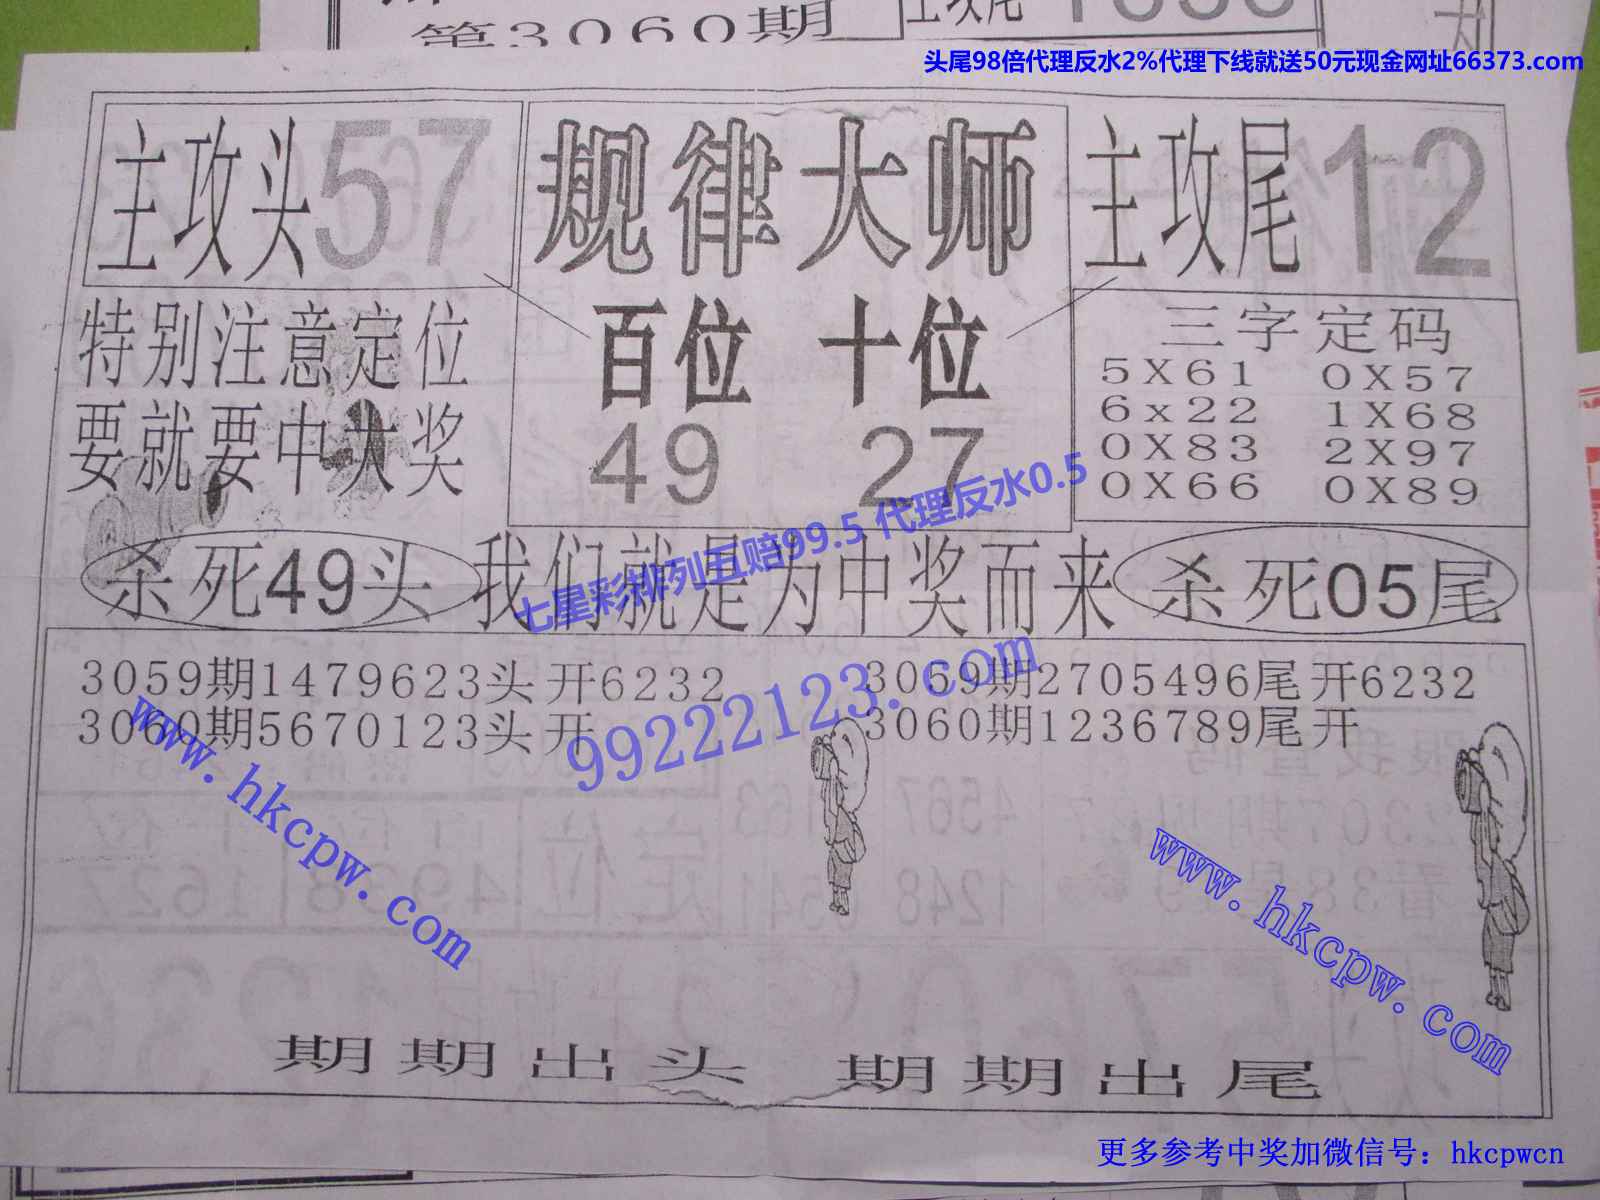 第3060期
主攻尾
头尾98倍代理反水2%代理下线就送50元现金网址66373.com
主攻头57
规律大师
主攻尾12
特别注意定位
要就要中大奖
百位 十位
49 27
三字定码
5X61 0X57
6x22 1X68
0X83 2X97
0X66 0X89
七星彩排列五赔99.5 代理反水0.5
杀死49头
我们就是为中奖而来
杀死05尾
3059期1479623头开6232
3060期5670123头开
3059期2705496尾开6232
3060期1236789尾开
99222123.com
www.hkcpw.com
www.hkcpw.com
期期出头 期期出尾
更多参考中奖加微信号：hkcpwcn